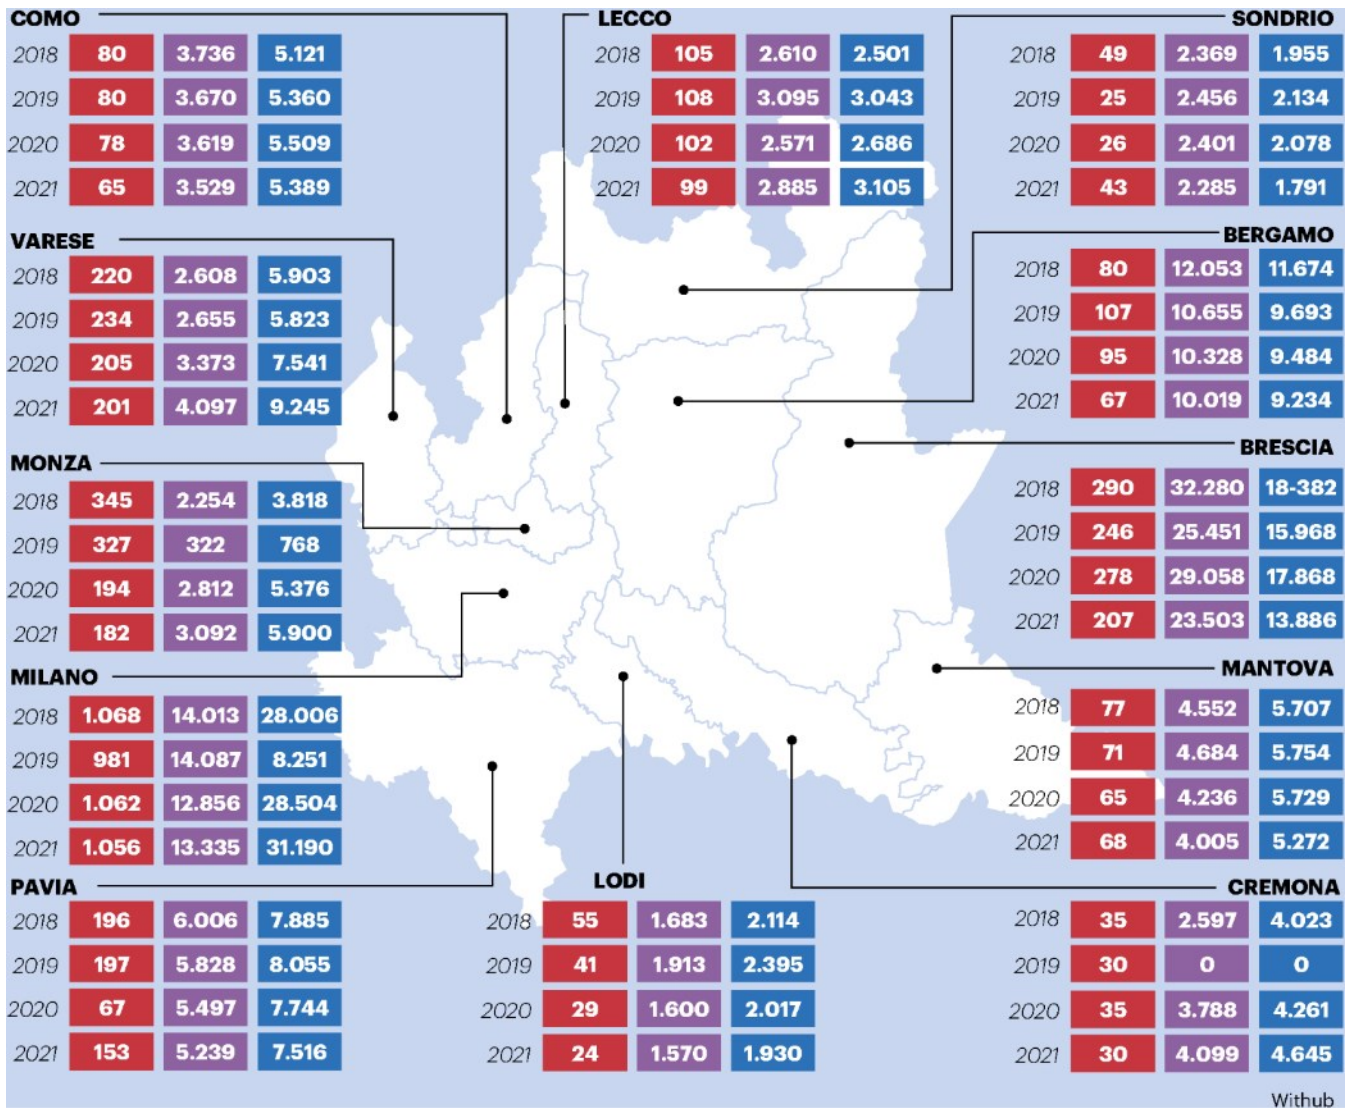 COMO
2018 80 3.736 5.121
2019 80 3.670 5.360
2020 78 3.619 5.509
2021 65 3.529 5.389
LECCO
2018 105 2.610 2.501
2019 108 3.095 3.043
2020 102 2.571 2.686
2021 99 2.885 3.105
SONDRIO
2018 49 2.369 1.955
2019 25 2.456 2.134
2020 26 2.401 2.078
2021 43 2.285 1.791
VARESE
2018 220 2.608 5.903
2019 234 2.655 5.823
2020 205 3.373 7.541
2021 201 4.097 9.245
BERGAMO
2018 80 12.053 11.674
2019 107 10.655 9.693
2020 95 10.328 9.484
2021 67 10.019 9.234
MONZA
2018 345 2.254 3.818
2019 327 322 768
2020 194 2.812 5.376
2021 182 3.092 5.900
BRESCIA
2018 290 32.280 18-382
2019 246 25.451 15.968
2020 278 29.058 17.868
2021 207 23.503 13.886
MILANO
2018 1.068 14.013 28.006
2019 981 14.087 8.251
2020 1.062 12.856 28.504
2021 1.056 13.335 31.190
MANTOVA
2018 77 4.552 5.707
2019 71 4.684 5.754
2020 65 4.236 5.729
2021 68 4.005 5.272
PAVIA
2018 196 6.006 7.885
2019 197 5.828 8.055
2020 67 5.497 7.744
2021 153 5.239 7.516
LODI
2018 55 1.683 2.114
2019 41 1.913 2.395
2020 29 1.600 2.017
2021 24 1.570 1.930
CREMONA
2018 35 2.597 4.023
2019 30 0 0
2020 35 3.788 4.261
2021 30 4.099 4.645
Withub